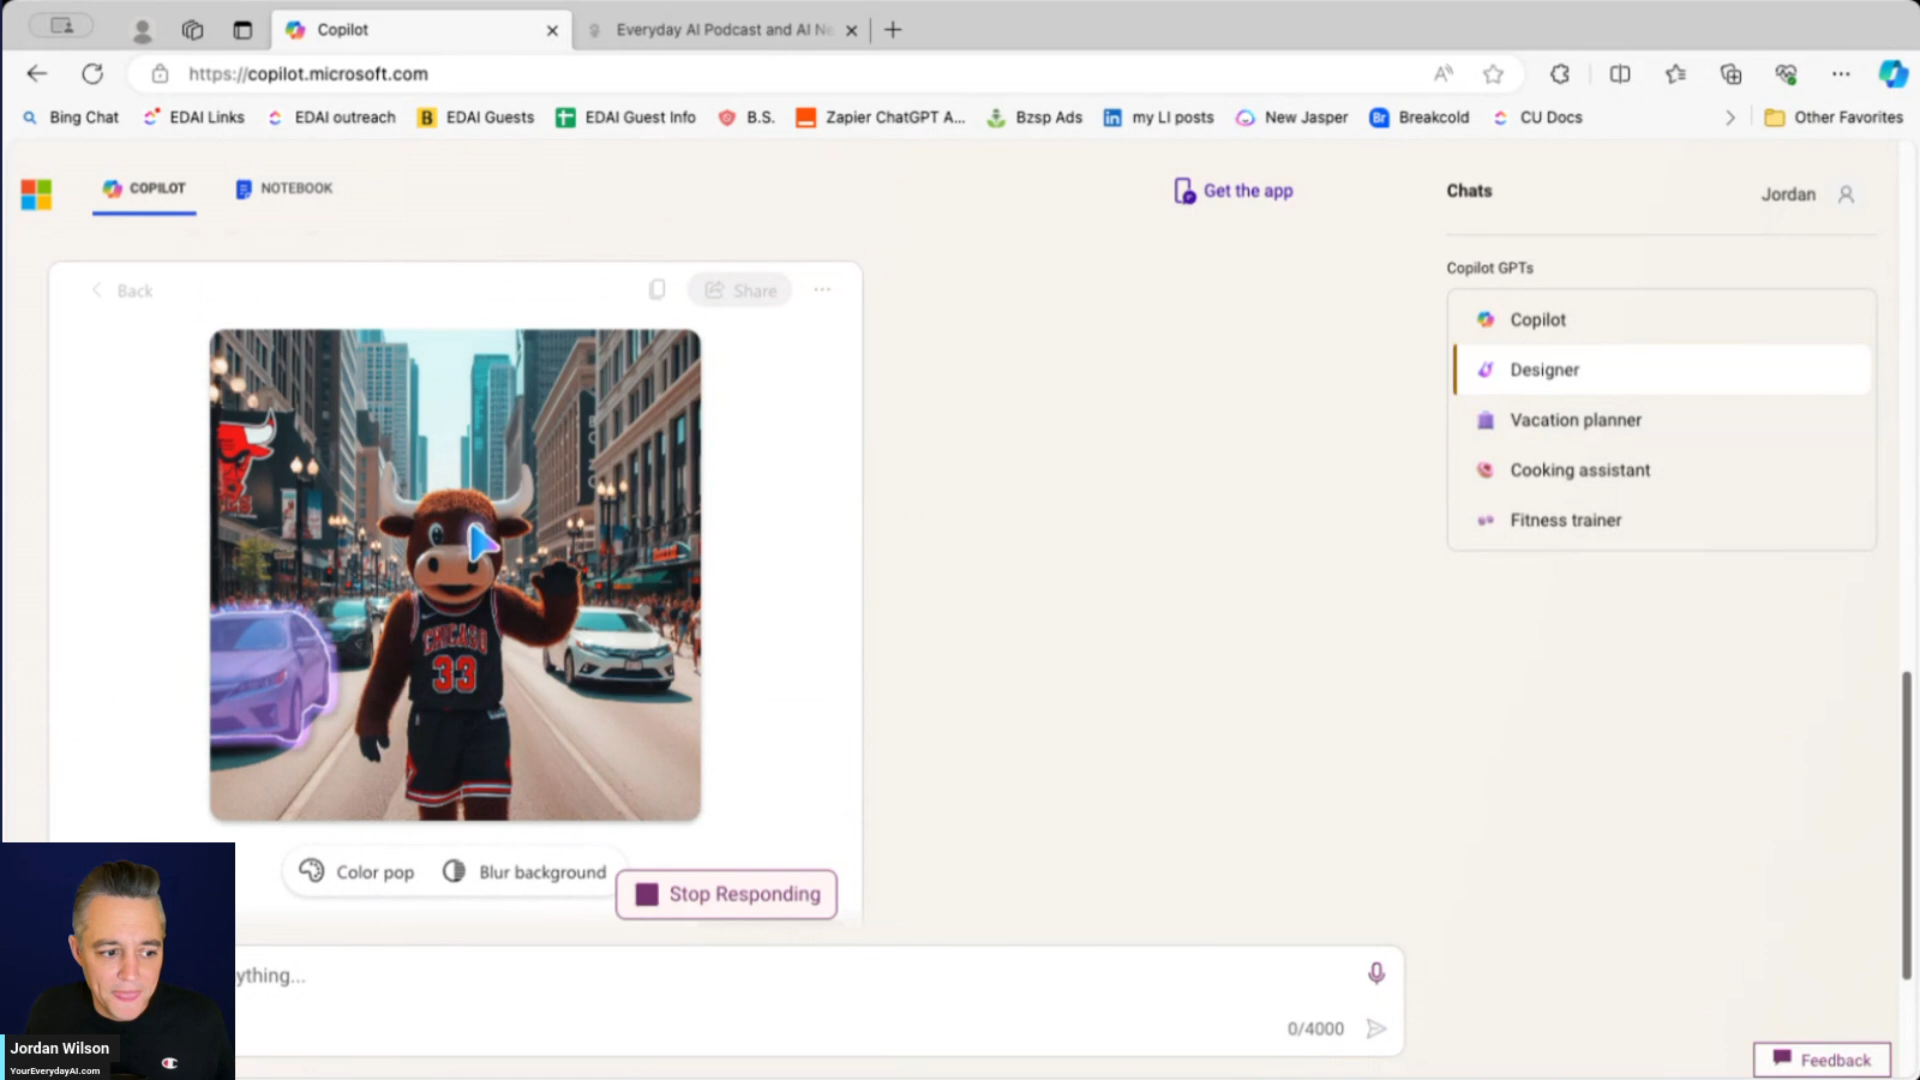 Copilot
Everyday AI Podcast and AI Ne
https://copilot.microsoft.com
Bing Chat
EDAI Links
EDAI outreach
EDAI Guests
EDAI Guest Info
B.S.
Zapier ChatGPT A...
Bzsp Ads
my LI posts
New Jasper
Breakcold
CU Docs
Other Favorites
COPILOT
NOTEBOOK
Get the app
Chats
Jordan
Copilot GPTs
Back
Share
Copilot
Designer
Vacation planner
Cooking assistant
Fitness trainer
CHICAGO
33
Color pop
Blur background
Stop Responding
ything...
0/4000
Jordan Wilson
YourEverydayAI.com
Feedback